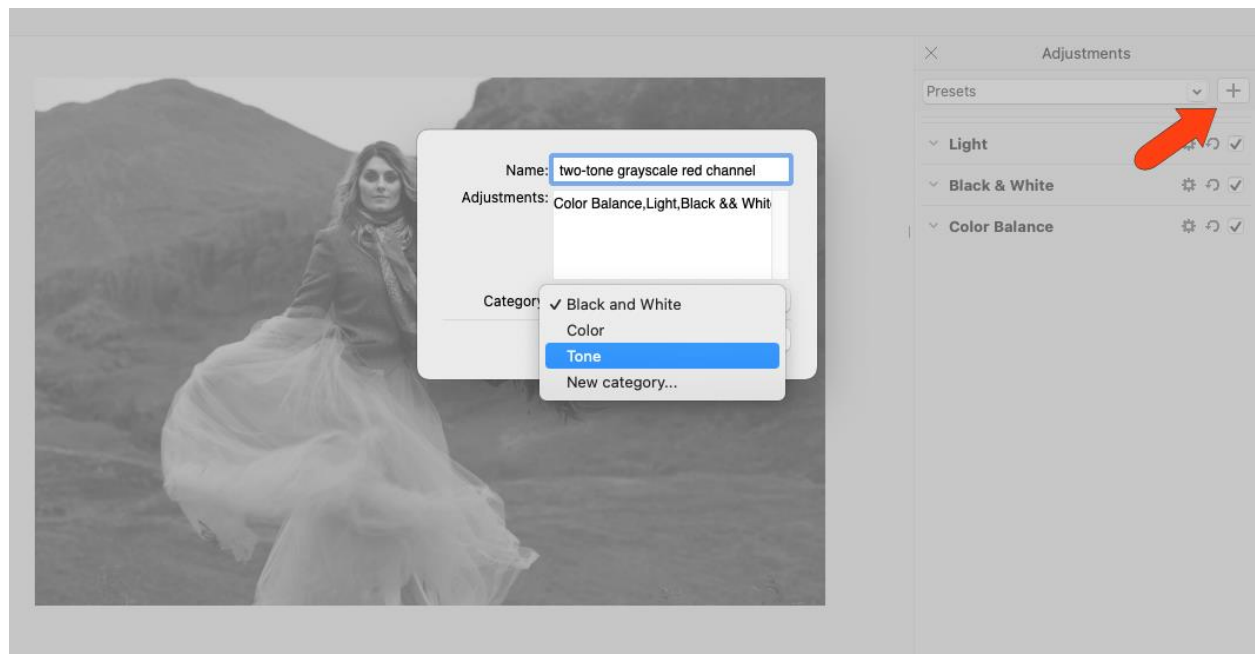 Adjustments
Presets
Light
Black & White
Color Balance
Name: two-tone grayscale red channel
Adjustments: Color Balance,Light,Black && Whit
Category
Black and White
Color
Tone
New category...